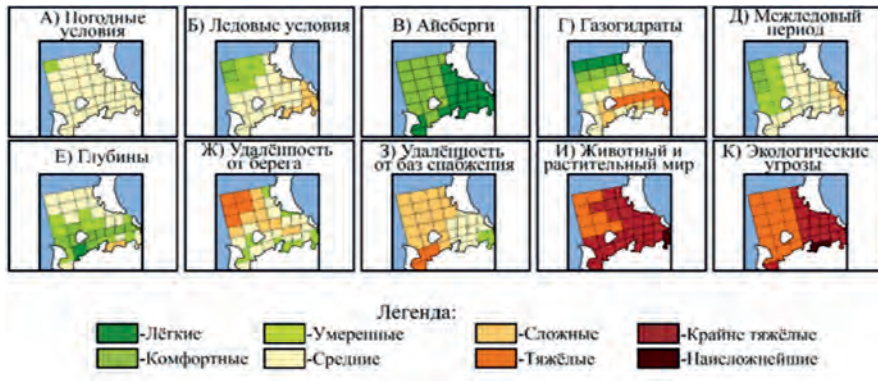 А) Погодные
условия
Б) Ледовые условия
В) Айсберги
Г) Газогидраты
Д) Межледовый
период
Е) Глубины
Ж) Удалённость
от берега
З) Удалённость
от баз снабжения
И) Животный и
растительный мир
К) Экологические
угрозы
Легенда:
-Лёгкие
-Умеренные
-Сложные
-Крайне тяжёлые
-Комфортные
-Средние
-Тяжёлые
-Наисложнейшие